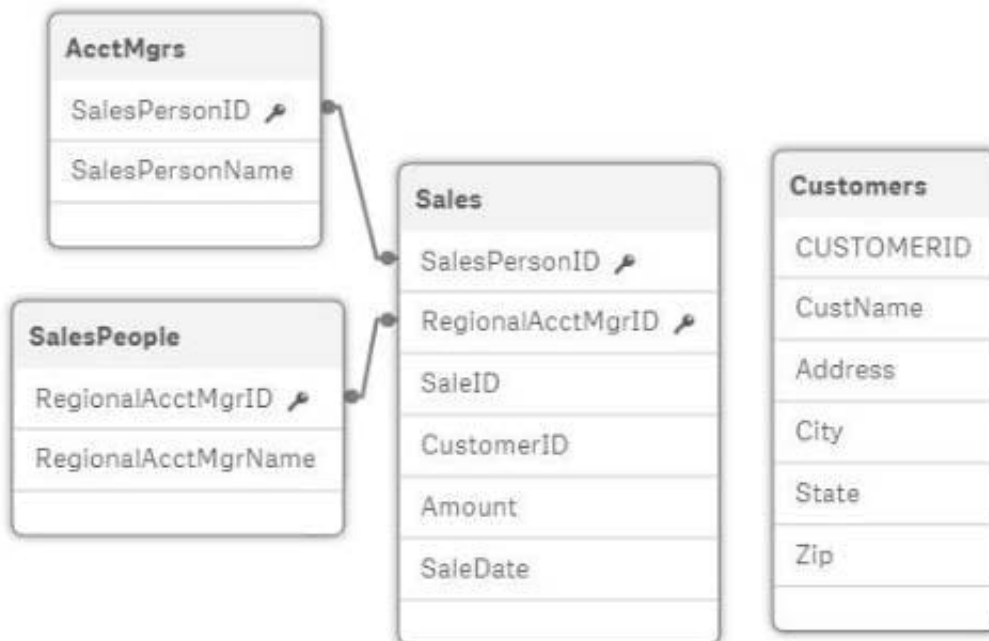 AcctMgrs
SalesPersonID
SalesPersonName
SalesPeople
RegionalAcctMgrID
RegionalAcctMgrName
Sales
SalesPersonID
RegionalAcctMgrID
SaleID
CustomerID
Amount
SaleDate
Customers
CUSTOMERID
CustName
Address
City
State
Zip